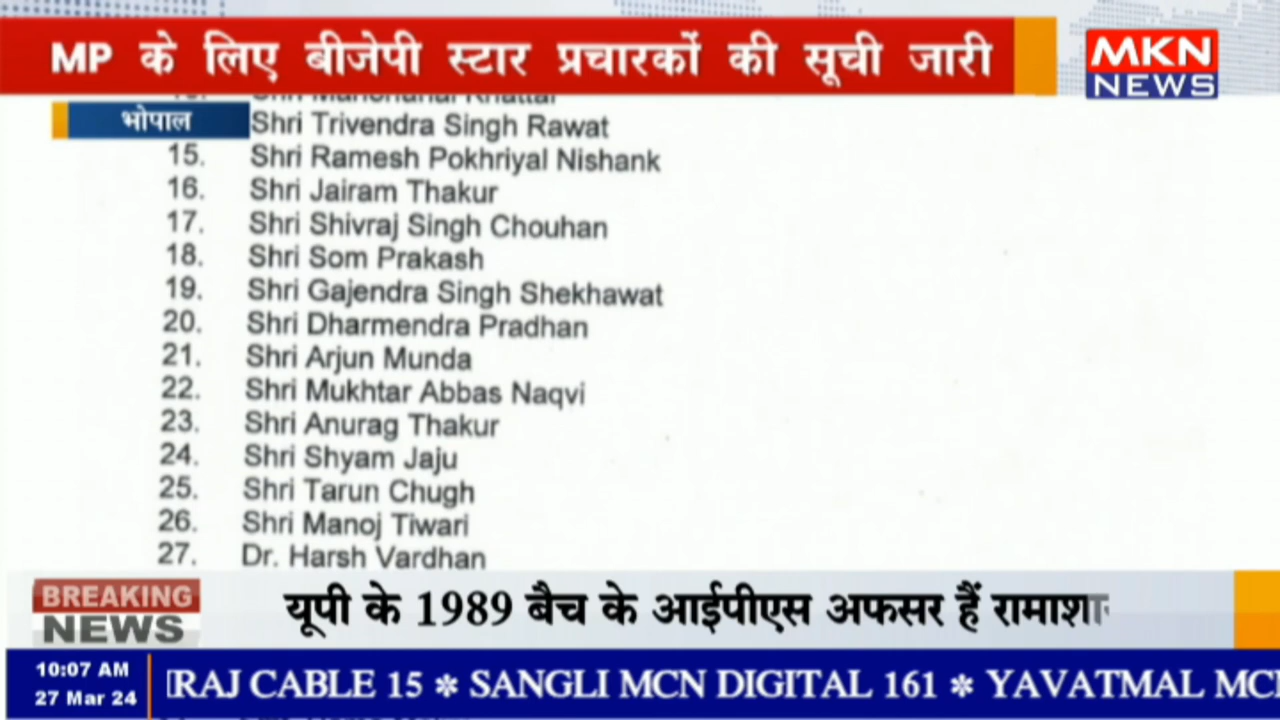 MP के लिए बीजेपी स्टार प्रचारकों की सूची जारी
MKN
NEWS
Shri Manohanal Khattar
भोपाल
Shri Trivendra Singh Rawat
15. Shri Ramesh Pokhriyal Nishank
16. Shri Jairam Thakur
17. Shri Shivraj Singh Chouhan
18. Shri Som Prakash
19. Shri Gajendra Singh Shekhawat
20. Shri Dharmendra Pradhan
21. Shri Arjun Munda
22. Shri Mukhtar Abbas Naqvi
23. Shri Anurag Thakur
24. Shri Shyam Jaju
25. Shri Tarun Chugh
26. Shri Manoj Tiwari
27. Dr. Harsh Vardhan
BREAKING
NEWS
यूपी के 1989 बैच के आईपीएस अफसर हैं
10:07 AM
27 Mar 24
RAJ CABLE 15 * SANGLI MCN DIGITAL 161 * YAVATMAL